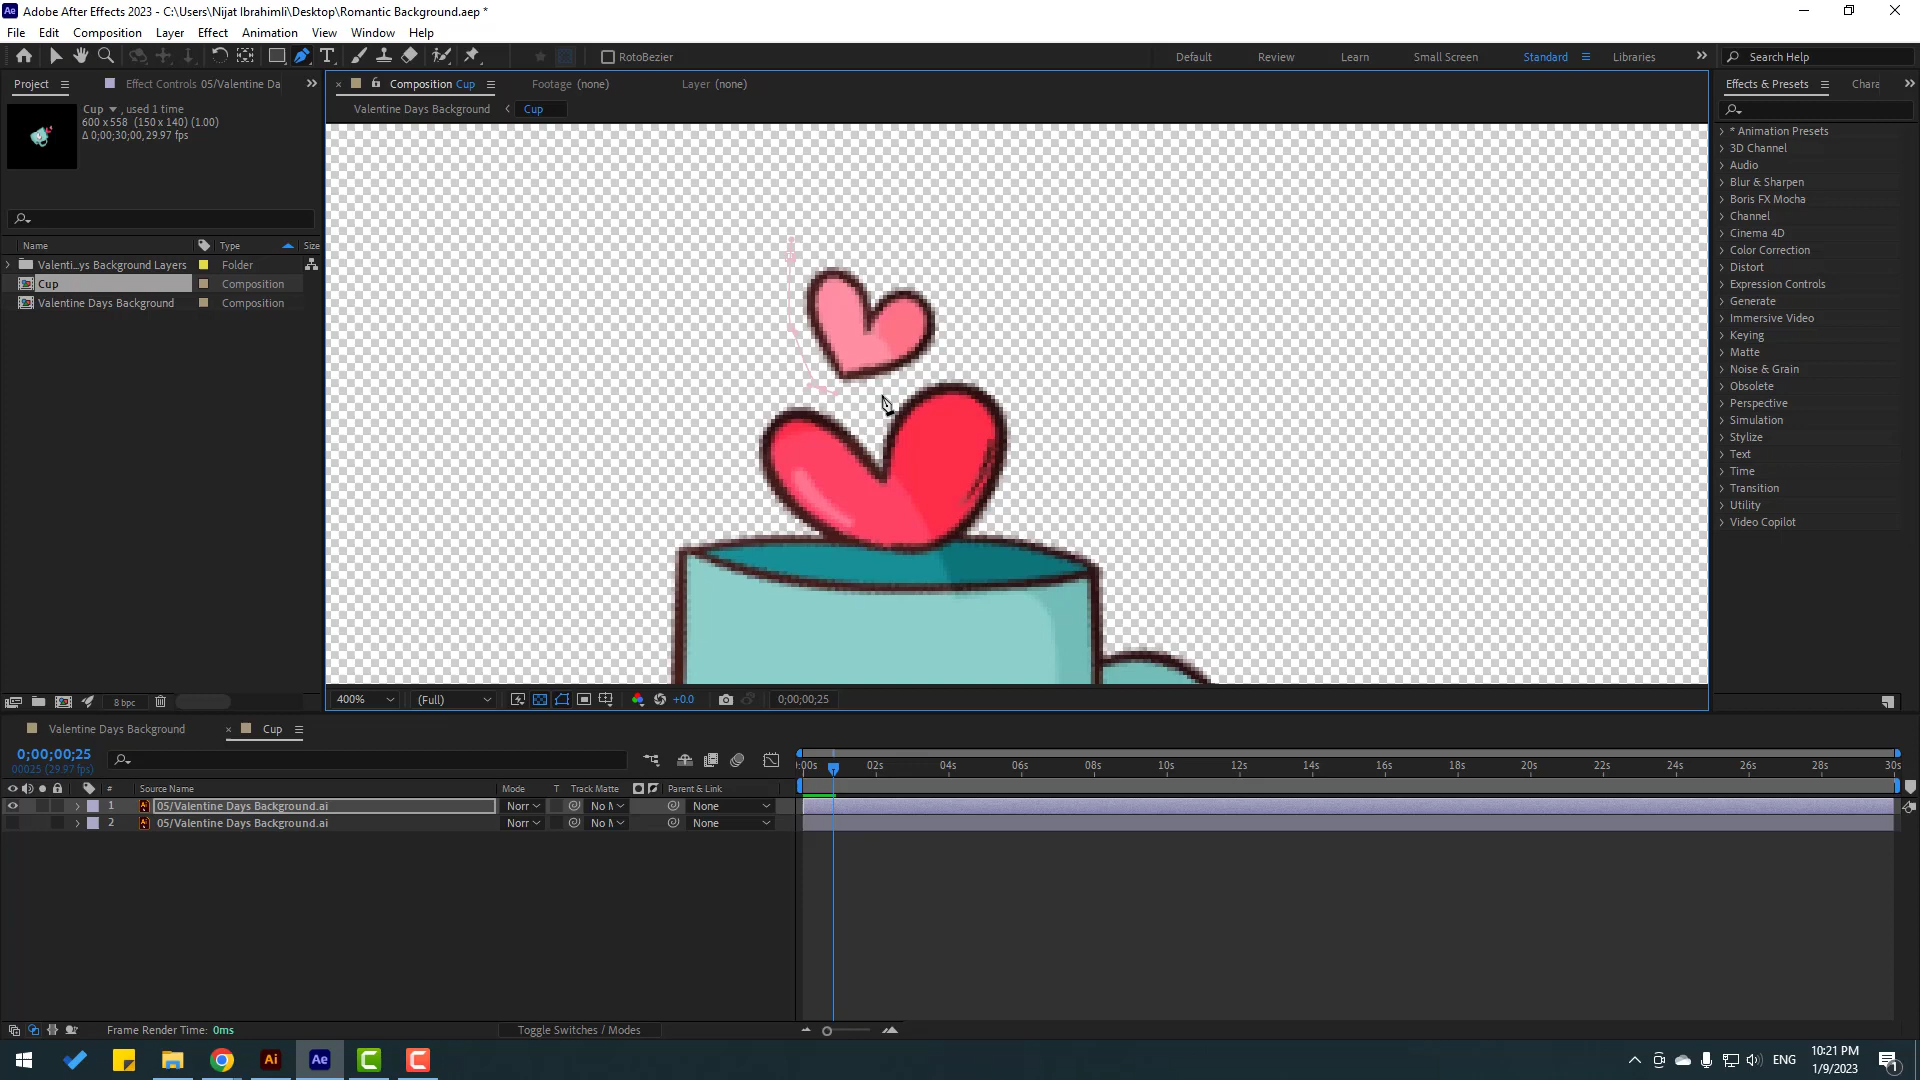 Adobe After Effects 2023 - C:\Users\Nijat Ibrahimli\Desktop\Romantic Background.aep *
File Edit Composition Layer Effect Animation View Window Help
RotoBezier
Default Review Learn Small Screen Standard Libraries
Search Help
Project Effect Controls 05/Valentine Da
Composition Cup Footage (none) Layer (none)
Effects & Presets Chara
Cup , used 1 time
600 x 558 (150 x 140) (1.00)
Δ 0;00;30;00, 29.97 fps
Valentine Days Background Cup
Name Type Size
Valenti...ys Background Layers Folder
Cup Composition
Valentine Days Background Composition
* Animation Presets
3D Channel
Audio
Blur & Sharpen
Boris FX Mocha
Channel
Cinema 4D
Color Correction
Distort
Expression Controls
Generate
Immersive Video
Keying
Matte
Noise & Grain
Obsolete
Perspective
Simulation
Stylize
Text
Time
Transition
Utility
Video Copilot
8 bpc
400% (Full) +0.0 0;00;00;25
Valentine Days Background Cup
0;00;00;25
00025 (29.97 fps)
:00s 02s 04s 06s 08s 10s 12s 14s 16s 18s 20s 22s 24s 26s 28s 30s
# Source Name Mode T Track Matte Parent & Link
1 05/Valentine Days Background.ai Norr No M None
2 05/Valentine Days Background.ai Norr No M None
Frame Render Time: 0ms Toggle Switches / Modes
ENG
10:21 PM
1/9/2023
1